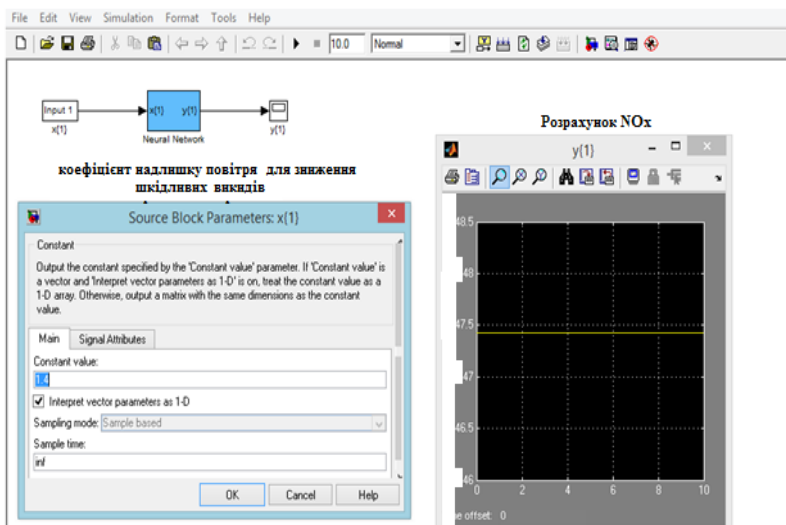 File Edit View Simulation Format Tools Help
10.0 Normal
Input 1 x{1} y{1}
x{1} Neural Network y{1}
коефіцієнт надлишку повітря для зниження
шкідливих викидів
Розрахунок NOx
y{1}
Source Block Parameters: x{1}
Constant
Output the constant specified by the 'Constant value' parameter. If 'Constant value' is
a vector and 'Interpret vector parameters as 1-D' is on, treat the constant value as a
1-D array. Otherwise, output a matrix with the same dimensions as the constant
value.
Main Signal Attributes
Constant value:
1.4
Interpret vector parameters as 1-D
Sampling mode: Sample based
Sample time:
inf
OK Cancel Help
48.5
48
47.5
47
46.5
46
0 2 4 6 8 10
offset: 0